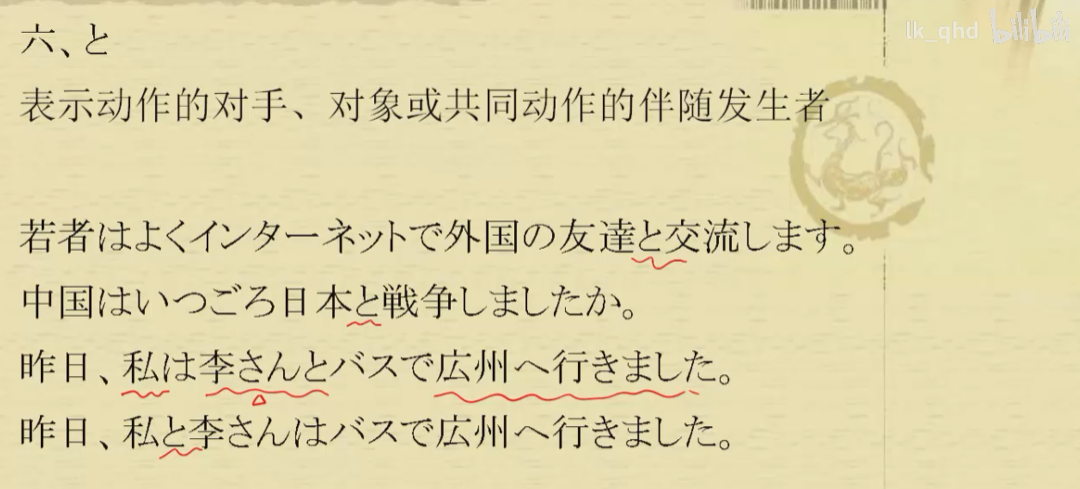 lk_qhd bilibili
六、と
表示动作的对手、对象或共同动作的伴随发生者
若者はよくインターネットで外国の友達と交流します。
中国はいつごろ日本と戦争しましたか。
昨日、私は李さんとバスで広州へ行きました。
昨日、私と李さんはバスで広州へ行きました。